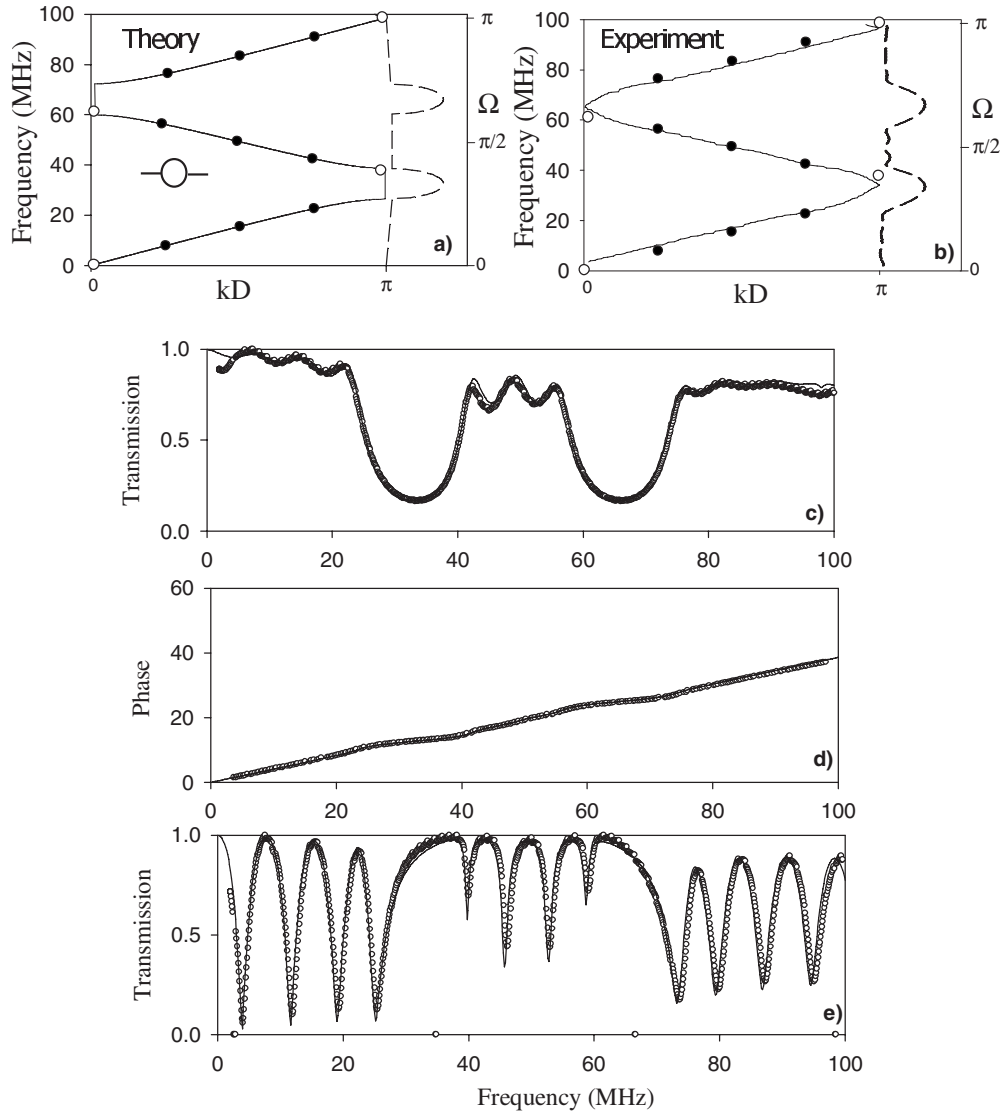 Theory
Frequency (MHz)
100
80
60
40
20
0
π
Ω
π/2
0
a)
0
kD
π
Experiment
Frequency (MHz)
100
80
60
40
20
0
π
Ω
π/2
0
b)
0
kD
π
Transmission
1.0
0.5
0.0
c)
0 20 40 60 80 100
Phase
60
40
20
0
d)
0 20 40 60 80 100
Transmission
1.0
0.5
0.0
e)
0 20 40 60 80 100
Frequency (MHz)